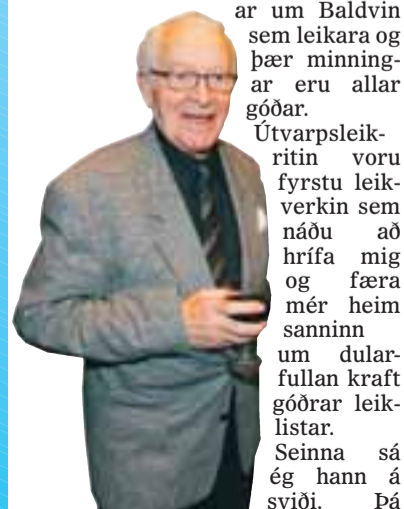 ar um Baldvin
sem leikara og
þær minning-
ar eru allar
góðar.
Útvarpsleik-
ritin voru
fyrstu leik-
verkin sem
náðu að
hrífa mig
og færa
mér heim
sanninn
um dular-
fullan kraft
góðrar leik-
listar.
Seinna sá
ég hann á
sviði. Þá